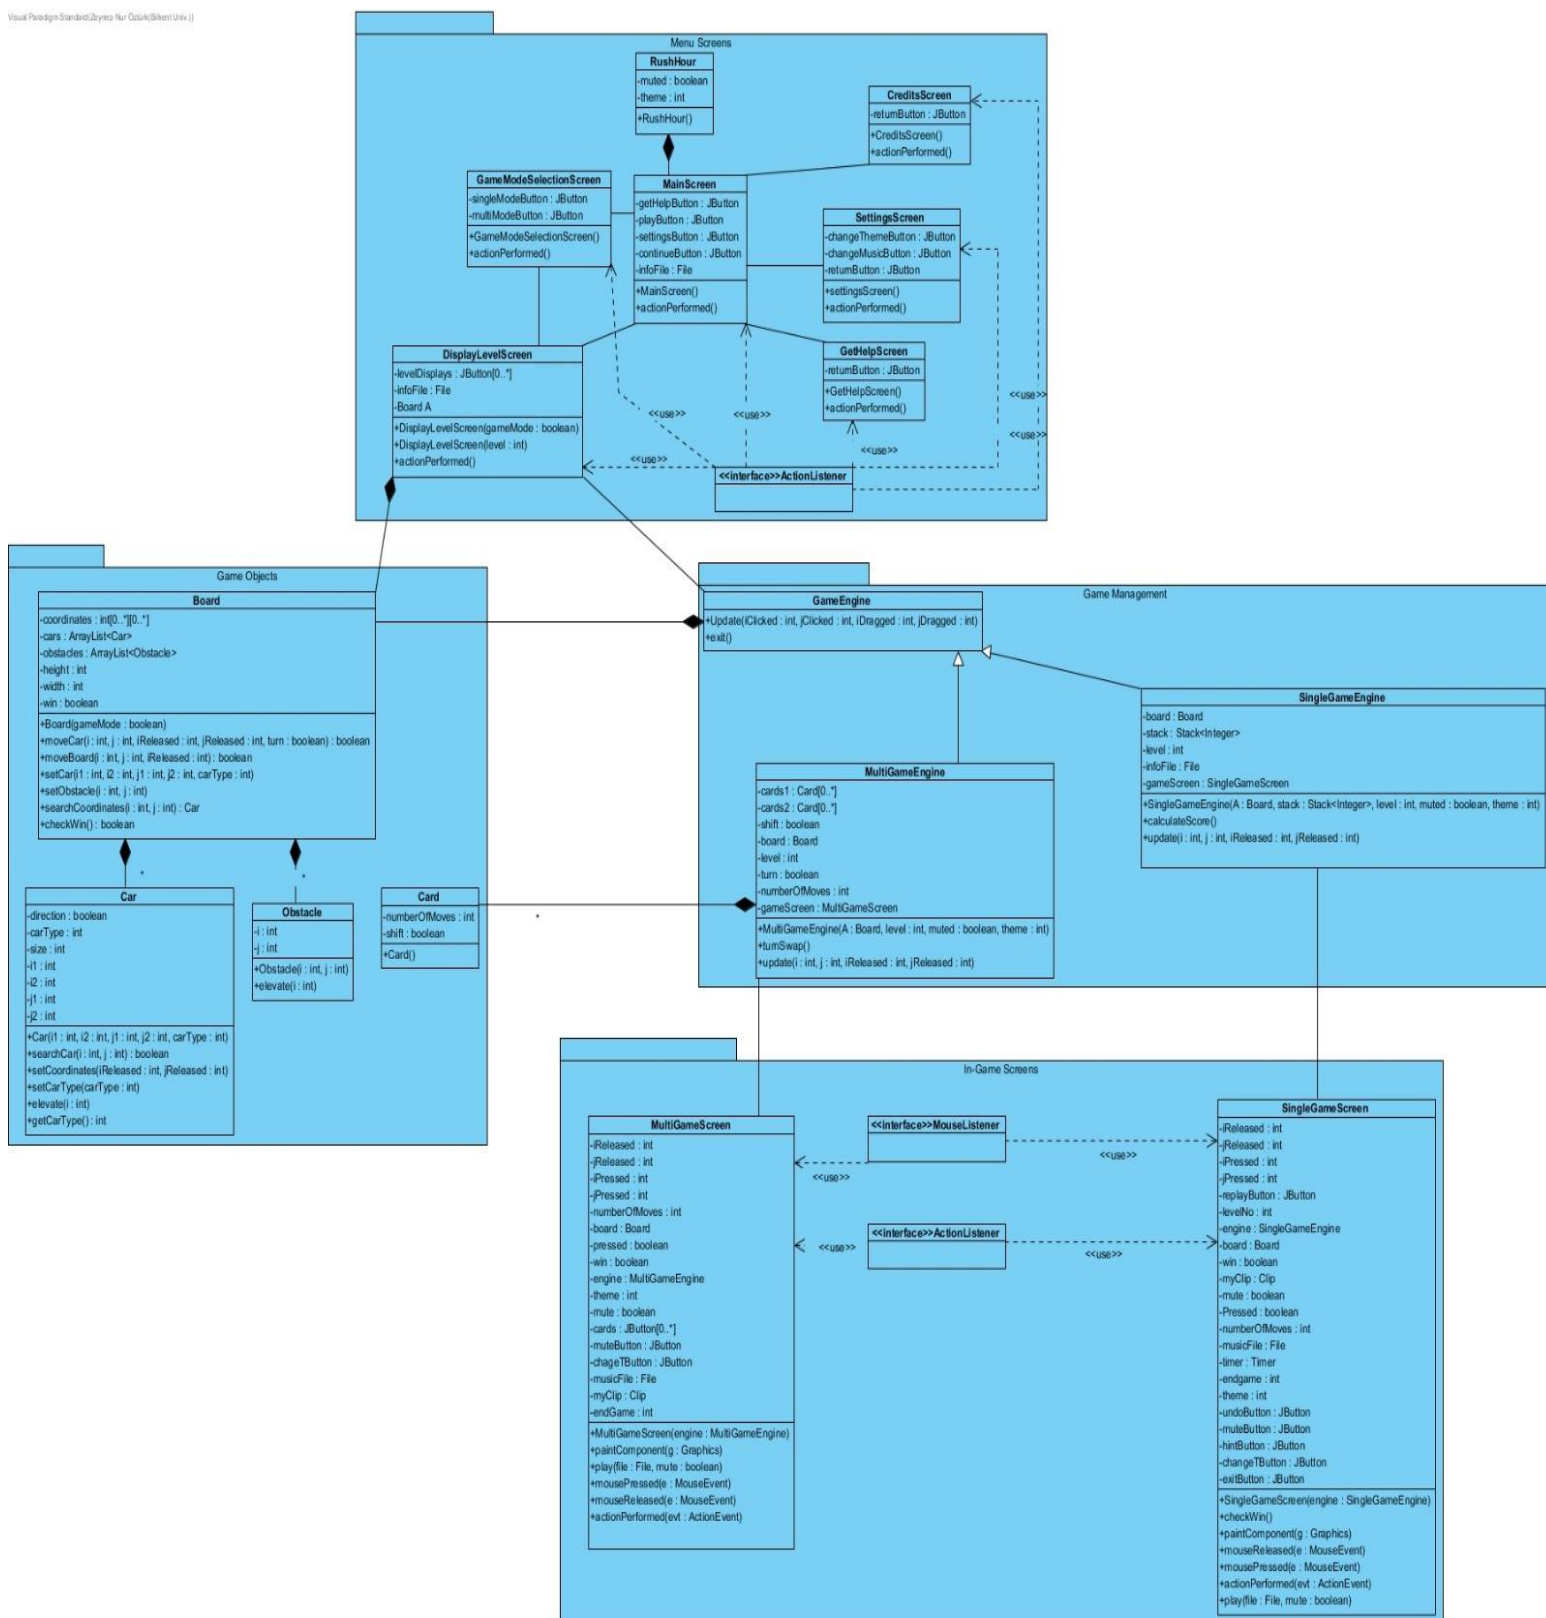 Visual Paradigm Standard(Zeynep Nur Öztürk(Bilkent Univ.))
Menu Screens
RushHour
-muted : boolean
-theme : int
+RushHour()
CreditsScreen
-returnButton : JButton
+CreditsScreen()
+actionPerformed()
GameModeSelectionScreen
-singleModeButton : JButton
-multiModeButton : JButton
+GameModeSelectionScreen()
+actionPerformed()
MainScreen
-getHelpButton : JButton
-playButton : JButton
-settingsButton : JButton
-continueButton : JButton
-infoFile : File
+MainScreen()
+actionPerformed()
SettingsScreen
-changeThemeButton : JButton
-changeMusicButton : JButton
-returnButton : JButton
+settingsScreen()
+actionPerformed()
DisplayLevelScreen
-levelDisplays : JButton[0..*]
-infoFile : File
-Board A
+DisplayLevelScreen(gameMode : boolean)
+DisplayLevelScreen(level : int)
+actionPerformed()
GetHelpScreen
-returnButton : JButton
+GetHelpScreen()
+actionPerformed()
<<use>>
<<use>>
<<use>>
<<use>>
<<use>>
<<use>>
<<interface>>ActionListener
Game Objects
Board
-coordinates : int[0..*][0..*]
-cars : ArrayList<Car>
-obstacles : ArrayList<Obstacle>
-height : int
-width : int
-win : boolean
+Board(gameMode : boolean)
+moveCar(i : int, j : int, iReleased : int, jReleased : int, turn : boolean) : boolean
+moveBoard(i : int, j : int, iReleased : int) : boolean
+setCar(i1 : int, i2 : int, j1 : int, j2 : int, carType : int)
+setObstacle(i : int, j : int)
+searchCoordinates(i : int, j : int) : Car
+checkWin() : boolean
*
*
Car
-direction : boolean
-carType : int
-size : int
-i1 : int
-i2 : int
-j1 : int
-j2 : int
+Car(i1 : int, i2 : int, j1 : int, j2 : int, carType : int)
+searchCar(i : int, j : int) : boolean
+setCoordinates(iReleased : int, jReleased : int)
+setCarType(carType : int)
+elevate(i : int)
+getCarType() : int
Obstacle
-i : int
-j : int
+Obstacle(i : int, j : int)
+elevate(i : int)
Card
-numberOfMoves : int
-shift : boolean
+Card()
*
Game Management
GameEngine
+Update(iClicked : int, jClicked : int, iDragged : int, jDragged : int)
+exit()
SingleGameEngine
-board : Board
-stack : Stack<Integer>
-level : int
-infoFile : File
-gameScreen : SingleGameScreen
+SingleGameEngine(A : Board, stack : Stack<Integer>, level : int, muted : boolean, theme : int)
+calculateScore()
+update(i : int, j : int, iReleased : int, jReleased : int)
MultiGameEngine
-cards1 : Card[0..*]
-cards2 : Card[0..*]
-shift : boolean
-board : Board
-level : int
-turn : boolean
-numberOfMoves : int
-gameScreen : MultiGameScreen
+MultiGameEngine(A : Board, level : int, muted : boolean, theme : int)
+turnSwap()
+update(i : int, j : int, iReleased : int, jReleased : int)
In-Game Screens
MultiGameScreen
-iReleased : int
-jReleased : int
-iPressed : int
-jPressed : int
-numberOfMoves : int
-board : Board
-pressed : boolean
-win : boolean
-engine : MultiGameEngine
-theme : int
-mute : boolean
-cards : JButton[0..*]
-muteButton : JButton
-chageTButton : JButton
-musicFile : File
-myClip : Clip
-endGame : int
+MultiGameScreen(engine : MultiGameEngine)
+paintComponent(g : Graphics)
+play(file : File, mute : boolean)
+mousePressed(e : MouseEvent)
+mouseReleased(e : MouseEvent)
+actionPerformed(evt : ActionEvent)
<<interface>>MouseListener
<<use>>
<<use>>
<<interface>>ActionListener
<<use>>
<<use>>
SingleGameScreen
-iReleased : int
-jReleased : int
-iPressed : int
-jPressed : int
-replayButton : JButton
-levelNo : int
-engine : SingleGameEngine
-board : Board
-win : boolean
-myClip : Clip
-mute : boolean
-Pressed : boolean
-numberOfMoves : int
-musicFile : File
-timer : Timer
-endgame : int
-theme : int
-undoButton : JButton
-muteButton : JButton
-hintButton : JButton
-changeTButton : JButton
-exitButton : JButton
+SingleGameScreen(engine : SingleGameEngine)
+checkWin()
+paintComponent(g : Graphics)
+mouseReleased(e : MouseEvent)
+mousePressed(e : MouseEvent)
+actionPerformed(evt : ActionEvent)
+play(file : File, mute : boolean)